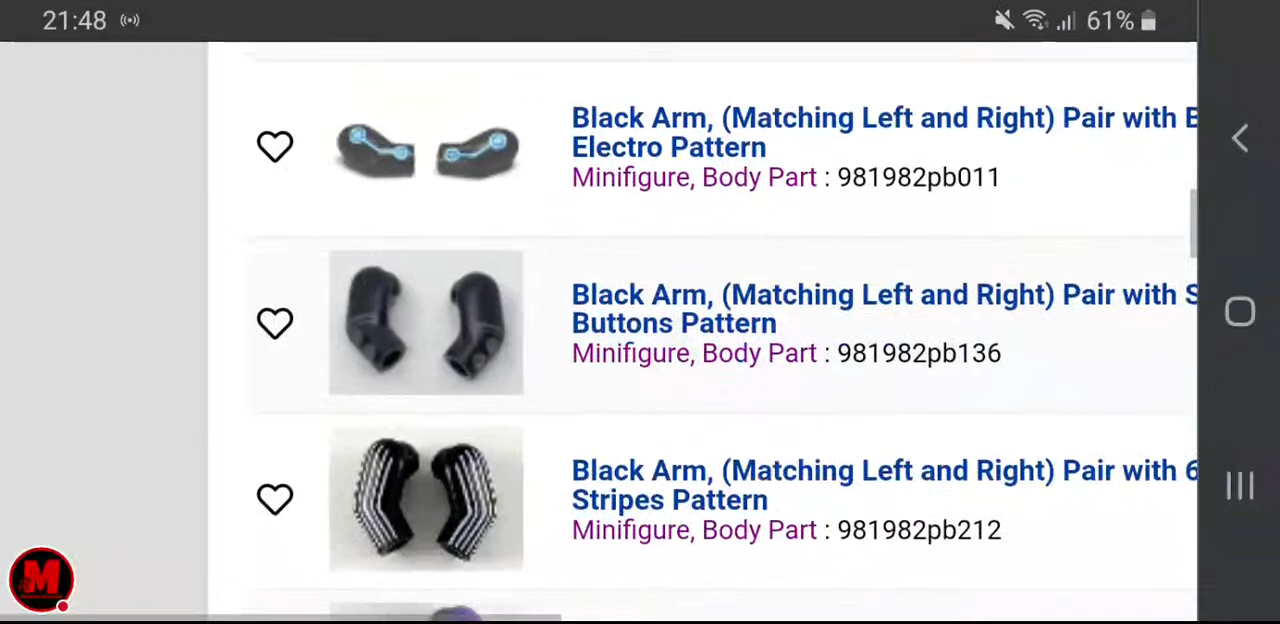 21:48
61%
Black Arm, (Matching Left and Right) Pair with
Electro Pattern
Minifigure, Body Part : 981982pb011
Black Arm, (Matching Left and Right) Pair with S
Buttons Pattern
Minifigure, Body Part : 981982pb136
Black Arm, (Matching Left and Right) Pair with 6
Stripes Pattern
Minifigure, Body Part : 981982pb212
M